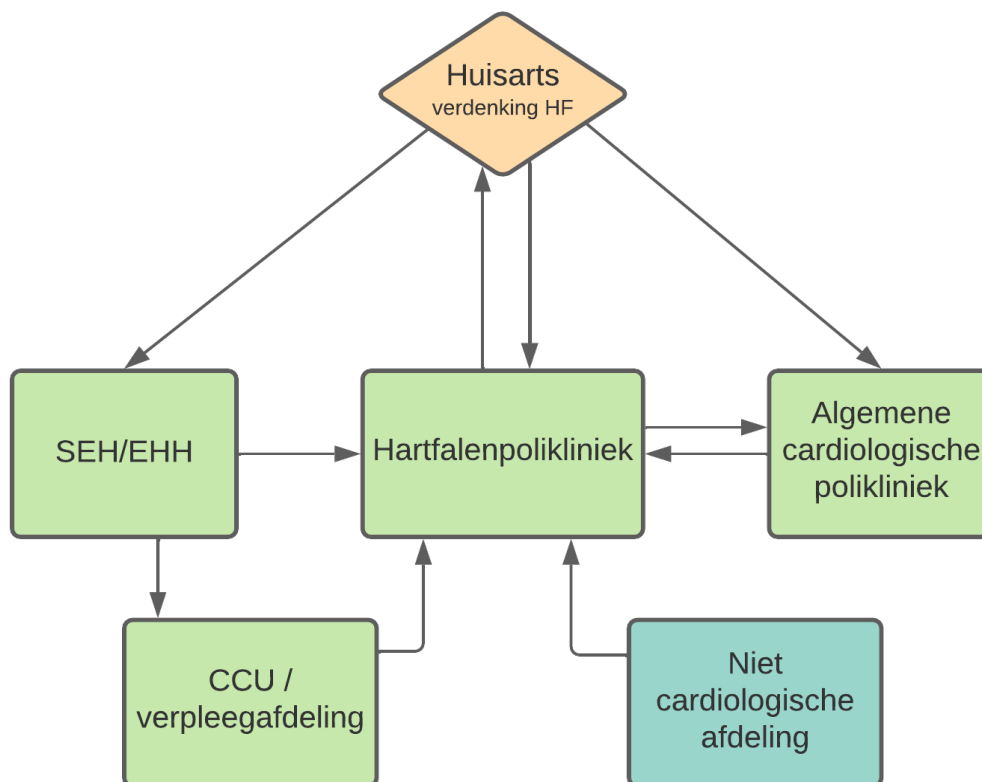 Huisarts
verdenking HF
SEH/EHH
Hartfalenpolikliniek
Algemene
cardiologische
polikliniek
CCU /
verpleegafdeling
Niet
cardiologische
afdeling